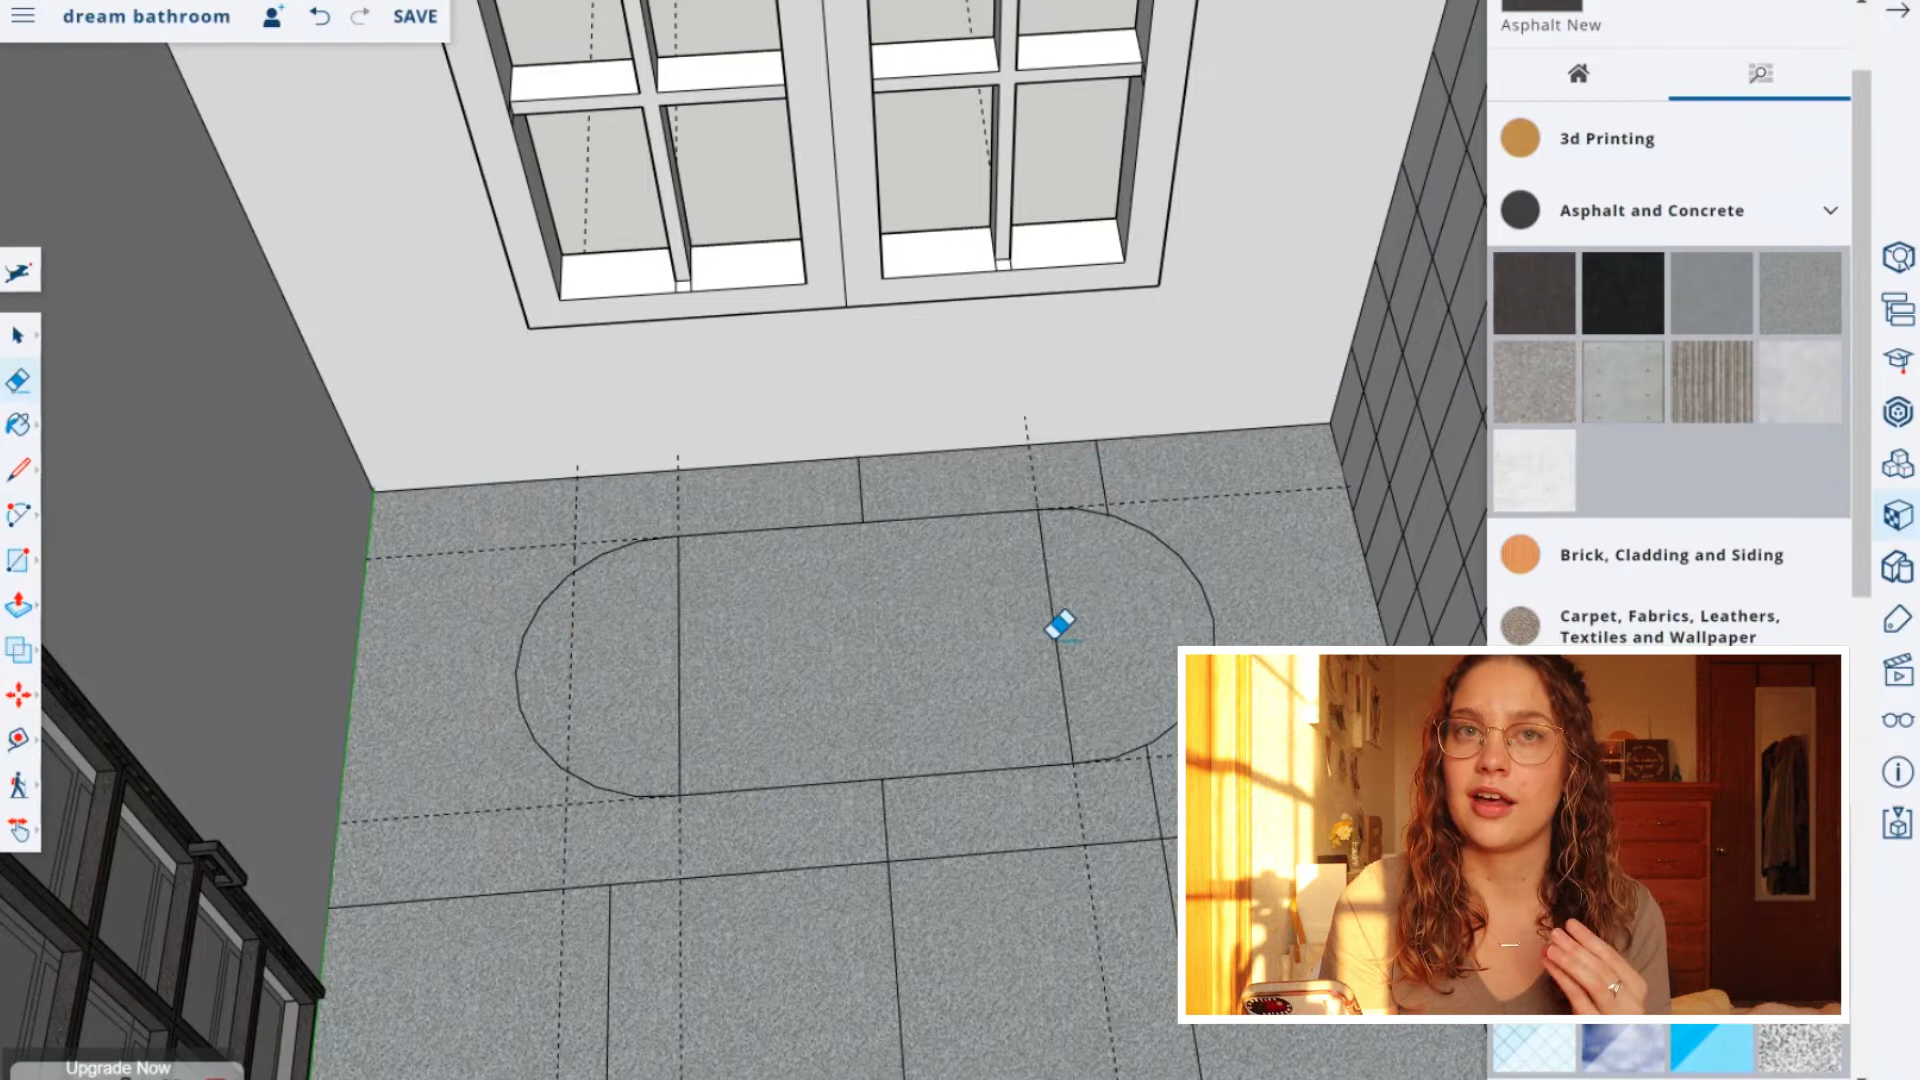 dream bathroom
SAVE
Asphalt New
3d Printing
Asphalt and Concrete
Brick, Cladding and Siding
Carpet, Fabrics, Leathers,
Textiles and Wallpaper
Upgrade Now